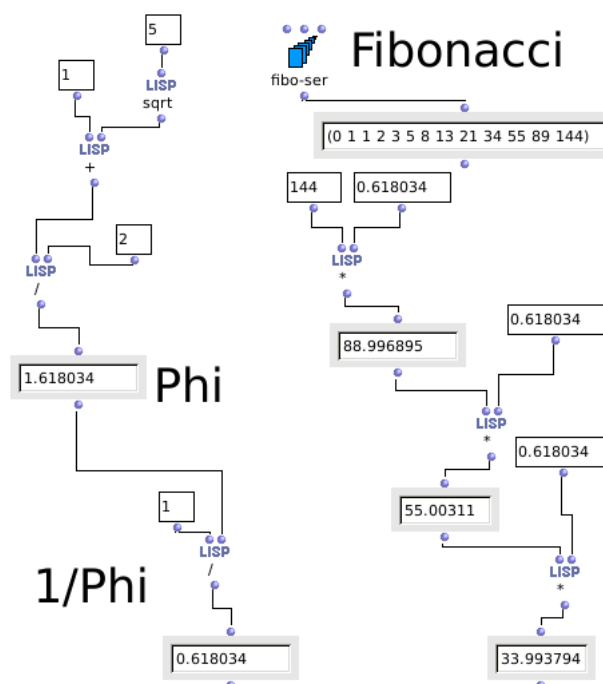 5
1
LISP
sqrt
LISP
+
2
LISP
/
1.618034
Phi
1
LISP
/
1/Phi
0.618034
Fibonacci
fibo-ser
(0 1 1 2 3 5 8 13 21 34 55 89 144)
144
0.618034
LISP
*
88.996895
0.618034
LISP
*
0.618034
55.00311
LISP
*
33.993794